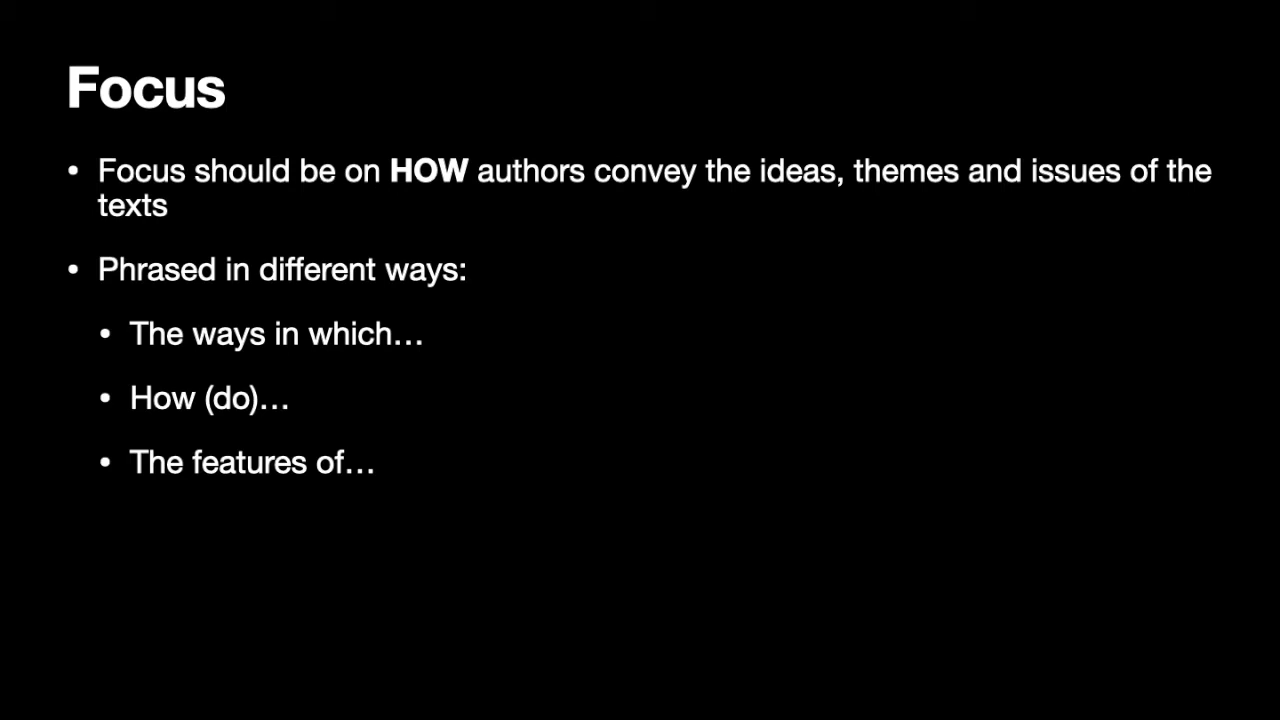 Focus
• Focus should be on HOW authors convey the ideas, themes and issues of the
texts
• Phrased in different ways:
• The ways in which…
• How (do)…
• The features of…